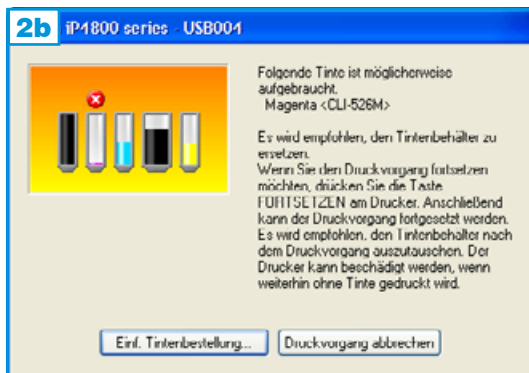 2b
iP4800 series - USB004
Folgende Tinte ist möglicherweise
aufgebraucht.
Magenta <CLI-526M>
Es wird empfohlen, den Tintenbehälter zu
ersetzen.
Wenn Sie den Druckvorgang fortsetzen
möchten, drücken Sie die Taste
FORTSETZEN am Drucker. Anschließend
kann der Druckvorgang fortgesetzt werden.
Es wird empfohlen, den Tintenbehälter nach
dem Druckvorgang auszutauschen. Der
Drucker kann beschädigt werden, wenn
weiterhin ohne Tinte gedruckt wird.
Einf. Tintenbestellung...
Druckvorgang abbrechen